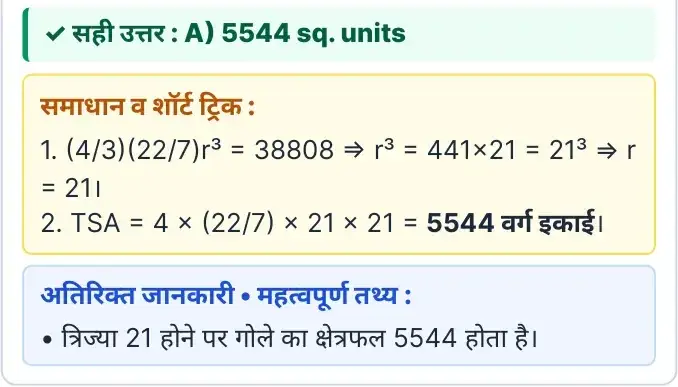 ✓ सही उत्तर : A) 5544 sq. units
समाधान व शॉर्ट ट्रिक :
1. (4/3)(22/7)r³ = 38808 ⇒ r³ = 441×21 = 21³ ⇒ r
= 21।
2. TSA = 4 × (22/7) × 21 × 21 = 5544 वर्ग इकाई।
अतिरिक्त जानकारी • महत्वपूर्ण तथ्य :
• त्रिज्या 21 होने पर गोले का क्षेत्रफल 5544 होता है।